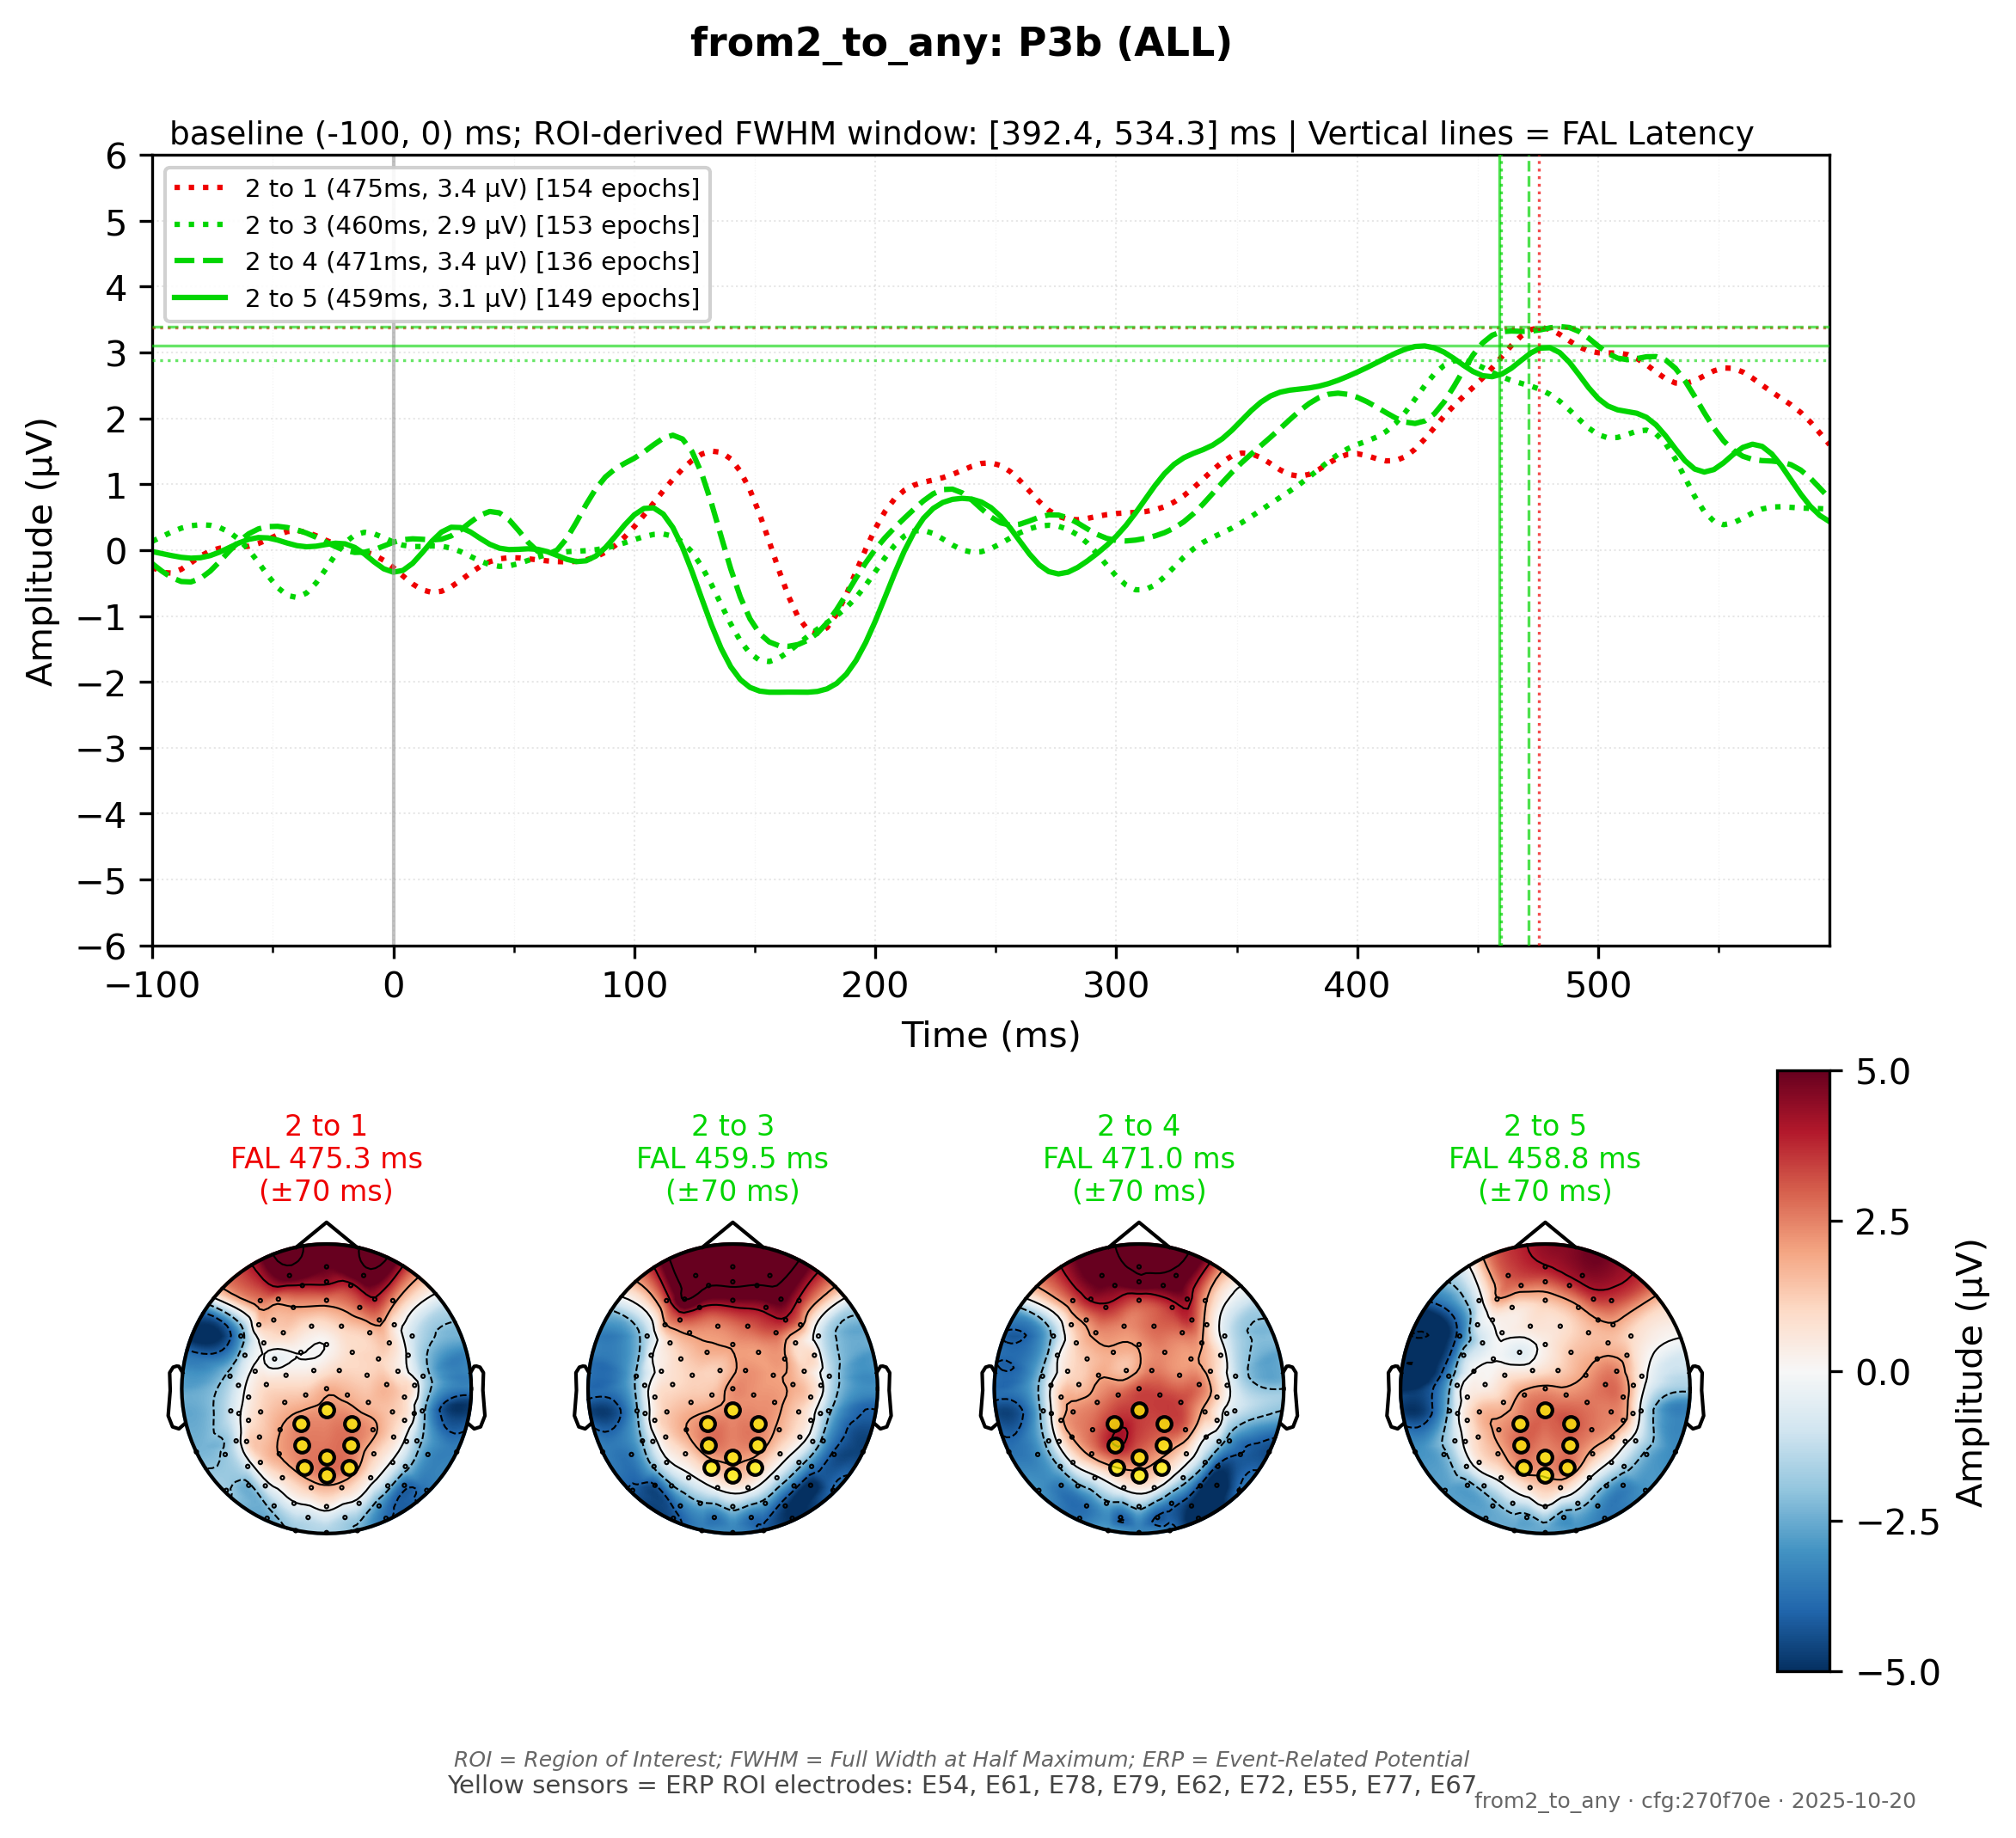 from2_to_any: P3b (ALL)
baseline (-100, 0) ms; ROI-derived FWHM window: [392.4, 534.3] ms | Vertical lines = FAL Latency
2 to 1 (475ms, 3.4 µV) [154 epochs]
2 to 3 (460ms, 2.9 µV) [153 epochs]
2 to 4 (471ms, 3.4 µV) [136 epochs]
2 to 5 (459ms, 3.1 µV) [149 epochs]
Amplitude (µV)
6
5
4
3
2
1
0
−1
−2
−3
−4
−5
−6
−100 0 100 200 300 400 500
Time (ms)
2 to 1
FAL 475.3 ms
(±70 ms)
2 to 3
FAL 459.5 ms
(±70 ms)
2 to 4
FAL 471.0 ms
(±70 ms)
2 to 5
FAL 458.8 ms
(±70 ms)
5.0
2.5
0.0
−2.5
−5.0
Amplitude (µV)
ROI = Region of Interest; FWHM = Full Width at Half Maximum; ERP = Event-Related Potential
Yellow sensors = ERP ROI electrodes: E54, E61, E78, E79, E62, E72, E55, E77, E67
from2_to_any · cfg:270f70e · 2025-10-20